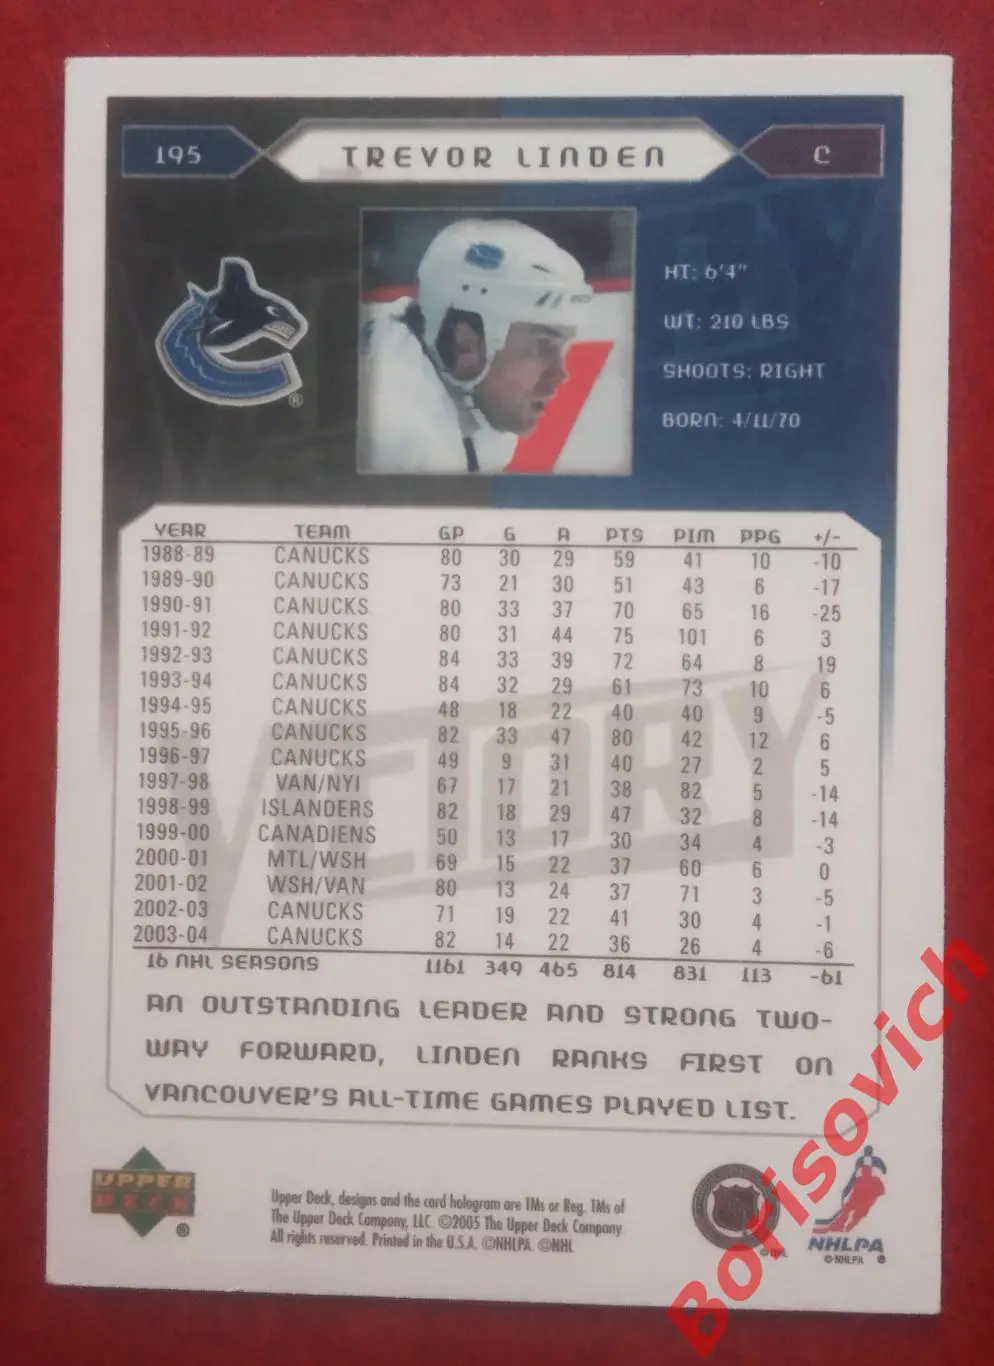 195 TREVOR LINDEN C
HT: 6'4"
WT: 210 LBS
SHOOTS: RIGHT
BORN: 4/11/70
®
YEAR TEAM GP G A PTS PIM PPG +/-
1988-89 CANUCKS 80 30 29 59 41 10 -10
1989-90 CANUCKS 73 21 30 51 43 6 -17
1990-91 CANUCKS 80 33 37 70 65 16 -25
1991-92 CANUCKS 80 31 44 75 101 6 3
1992-93 CANUCKS 84 33 39 72 64 8 19
1993-94 CANUCKS 84 32 29 61 73 10 6
1994-95 CANUCKS 48 18 22 40 40 9 -5
1995-96 CANUCKS 82 33 47 80 42 12 6
1996-97 CANUCKS 49 9 31 40 27 2 5
1997-98 VAN/NYI 67 17 21 38 82 5 -14
1998-99 ISLANDERS 82 18 29 47 32 8 -14
1999-00 CANADIENS 50 13 17 30 34 4 -3
2000-01 MTL/WSH 69 15 22 37 60 6 0
2001-02 WSH/VAN 80 13 24 37 71 3 -5
2002-03 CANUCKS 71 19 22 41 30 4 -1
2003-04 CANUCKS 82 14 22 36 26 4 -6
16 NHL SEASONS 1161 349 465 814 831 113 -61
VICTORY
AN OUTSTANDING LEADER AND STRONG TWO-
WAY FORWARD, LINDEN RANKS FIRST ON
VANCOUVER'S ALL-TIME GAMES PLAYED LIST.
UPPER
DECK
®
Upper Deck, designs and the card hologram are TMs or Reg. TMs of
The Upper Deck Company, LLC. ©2005 The Upper Deck Company.
All rights reserved. Printed in the U.S.A. ©NHLPA. ©NHL
NHL
© NHL
NHLPA
© NHLPA ®
Borisovich